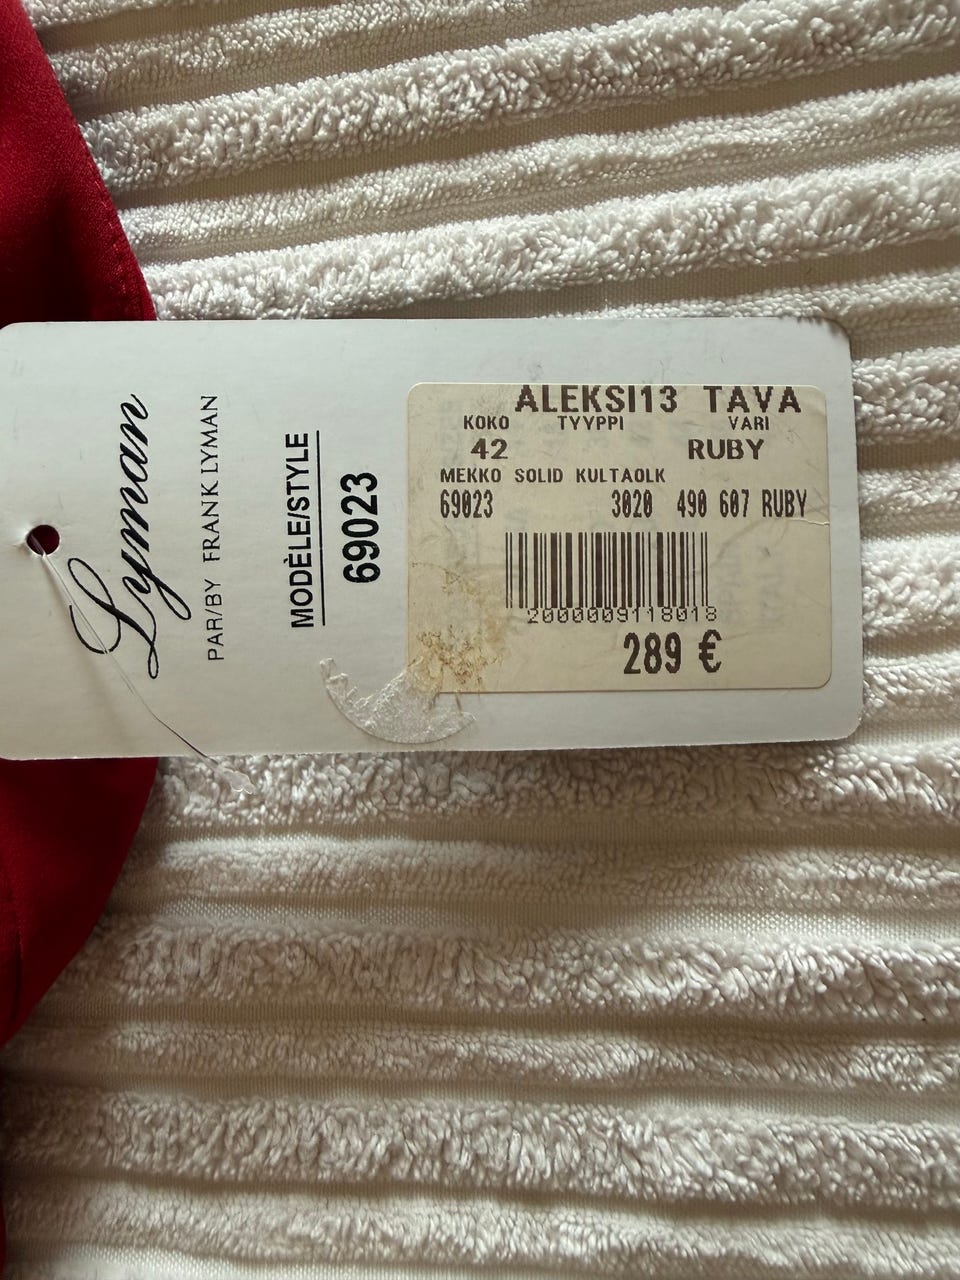 Lyman
PAR/BY FRANK LYMAN
MODÈLE/STYLE
69023
ALEKSI13 TAVA
KOKO TYYPPI VARI
42 RUBY
MEKKO SOLID KULTAOLK
69023 3020 490 607 RUBY
2000009118018
289 €